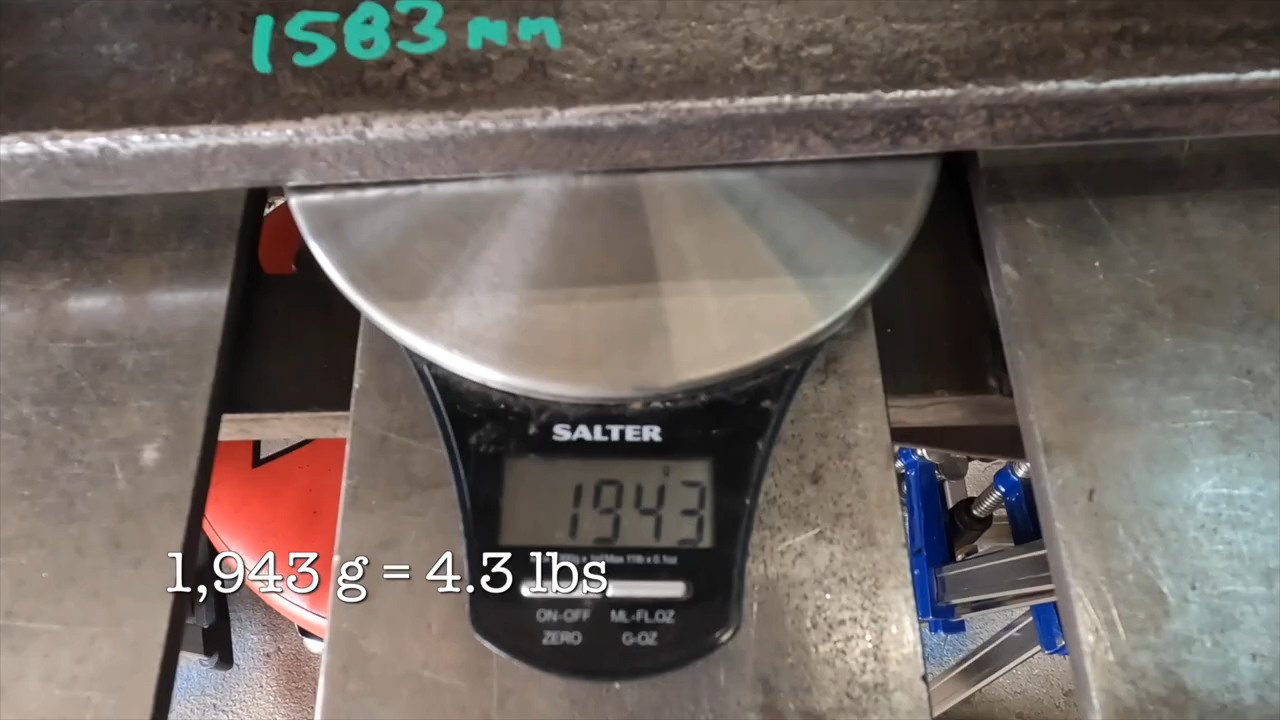 1583 mm
SALTER
1943
1,943 g = 4.3 lbs
ON-OFF ML-FL.OZ
ZERO G-OZ